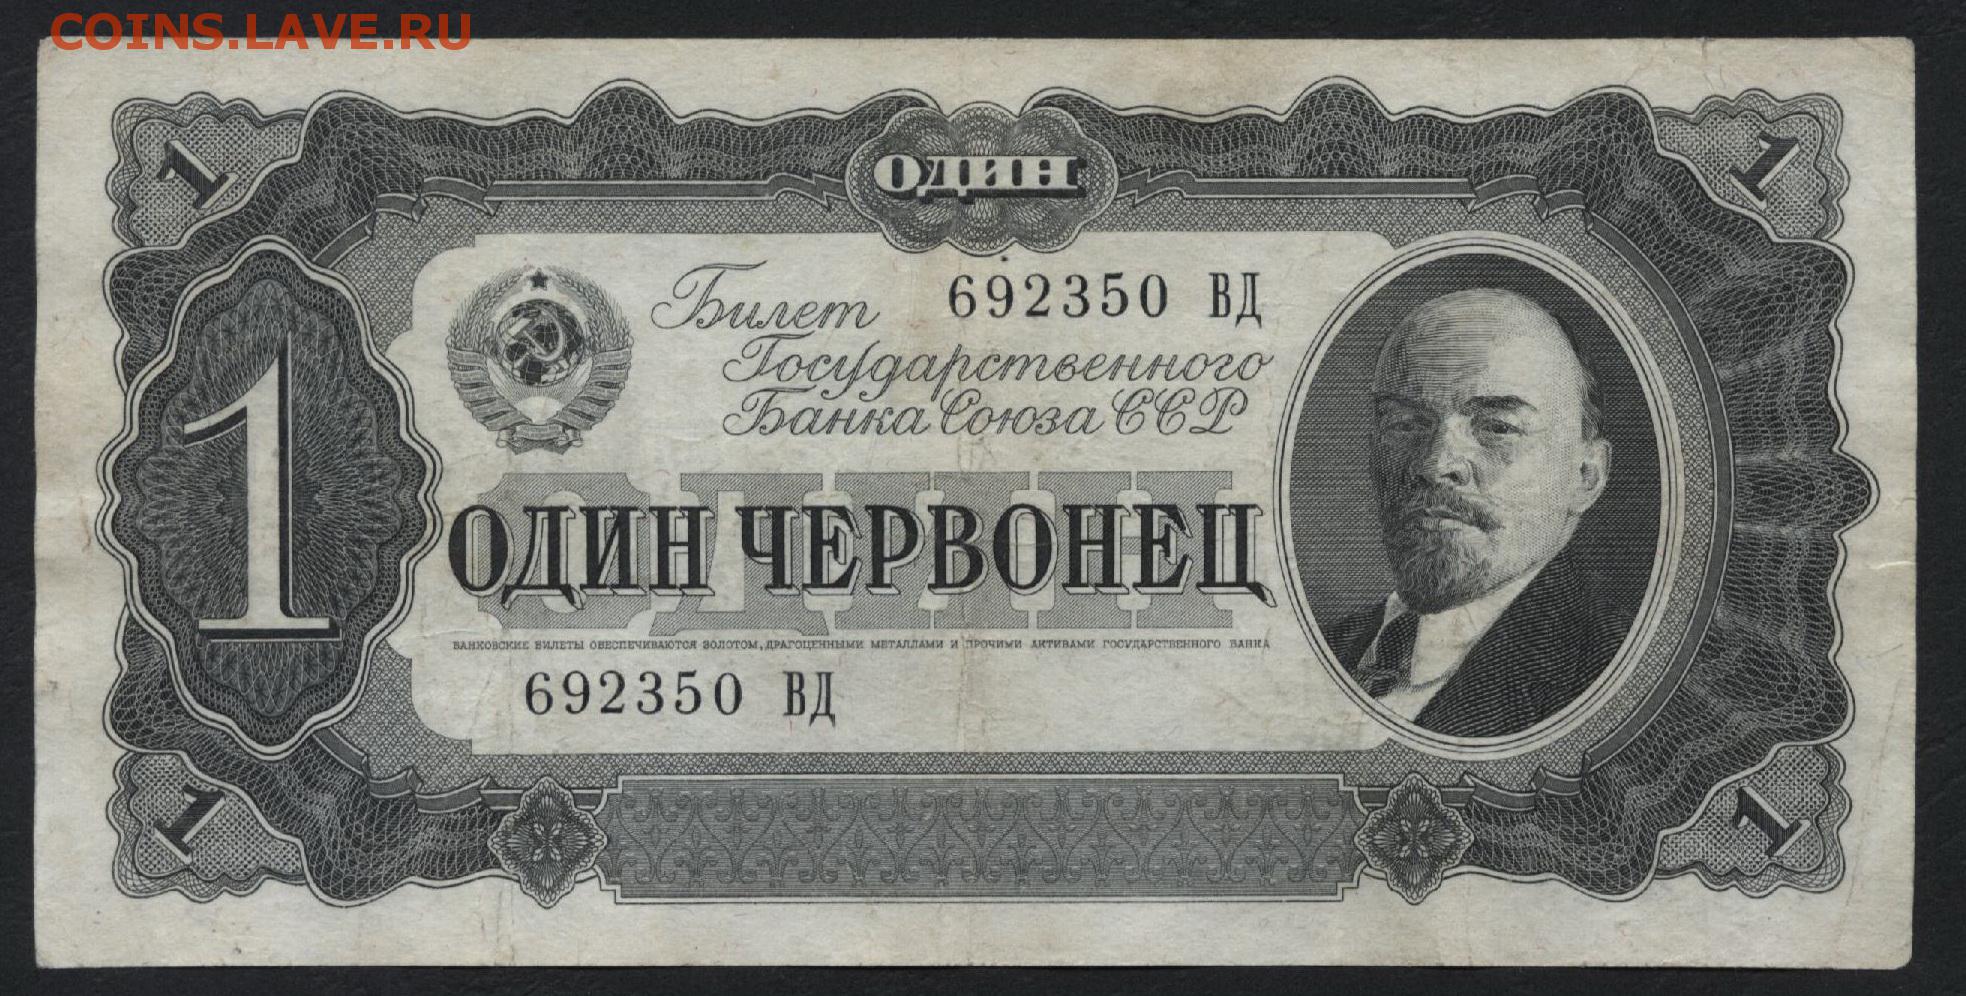 COINS.LAVE.RU
1
ОДИН
1
Билет 692350 ВД
Государственного
Банка Союза ССР
1
ОДИН
ОДИН ЧЕРВОНЕЦ
БАНКОВСКИЕ БИЛЕТЫ ОБЕСПЕЧИВАЮТСЯ ЗОЛОТОМ, ДРАГОЦЕННЫМИ МЕТАЛЛАМИ И ПРОЧИМИ АКТИВАМИ ГОСУДАРСТВЕННОГО БАНКА
692350 ВД
1
1